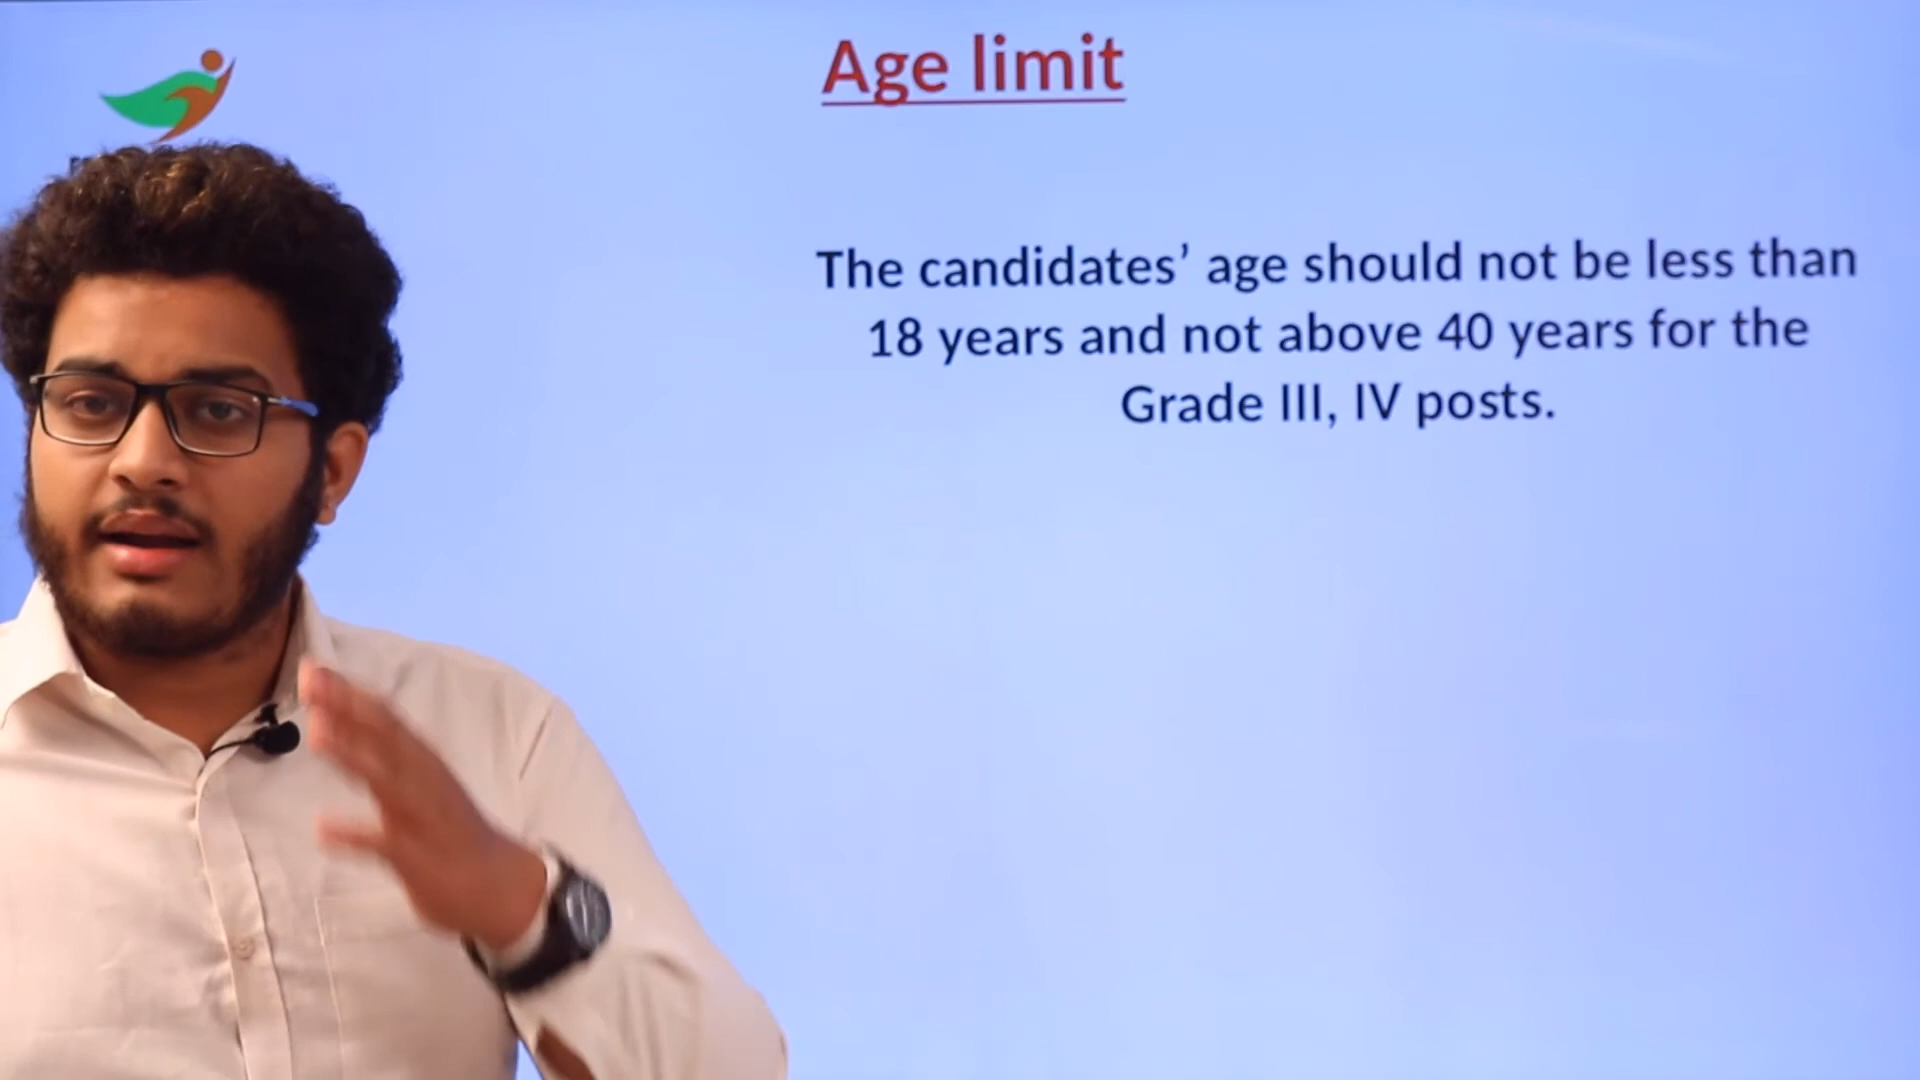 Age limit
The candidates’ age should not be less than
18 years and not above 40 years for the
Grade III, IV posts.